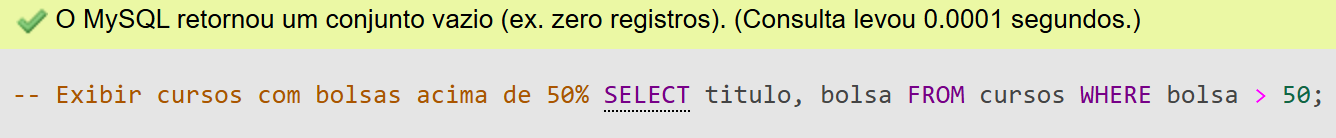 O MySQL retornou um conjunto vazio (ex. zero registros). (Consulta levou 0.0001 segundos.)
-- Exibir cursos com bolsas acima de 50% SELECT titulo, bolsa FROM cursos WHERE bolsa > 50;